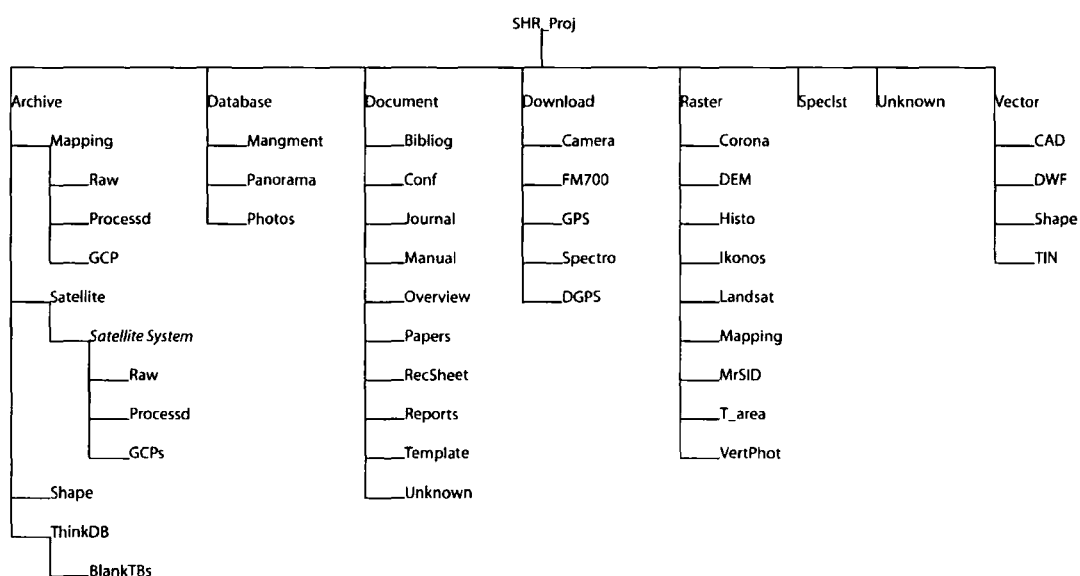 SHR_Proj
Archive
Mapping
Raw
Processd
GCP
Satellite
Satellite System
Raw
Processd
GCPs
Shape
ThinkDB
BlankTBs
Database
Mangment
Panorama
Photos
Document
Bibliog
Conf
Journal
Manual
Overview
Papers
RecSheet
Reports
Template
Unknown
Download
Camera
FM700
GPS
Spectro
DGPS
Raster
Corona
DEM
Histo
Ikonos
Landsat
Mapping
MrSID
T_area
VertPhot
Speclst
Unknown
Vector
CAD
DWF
Shape
TIN